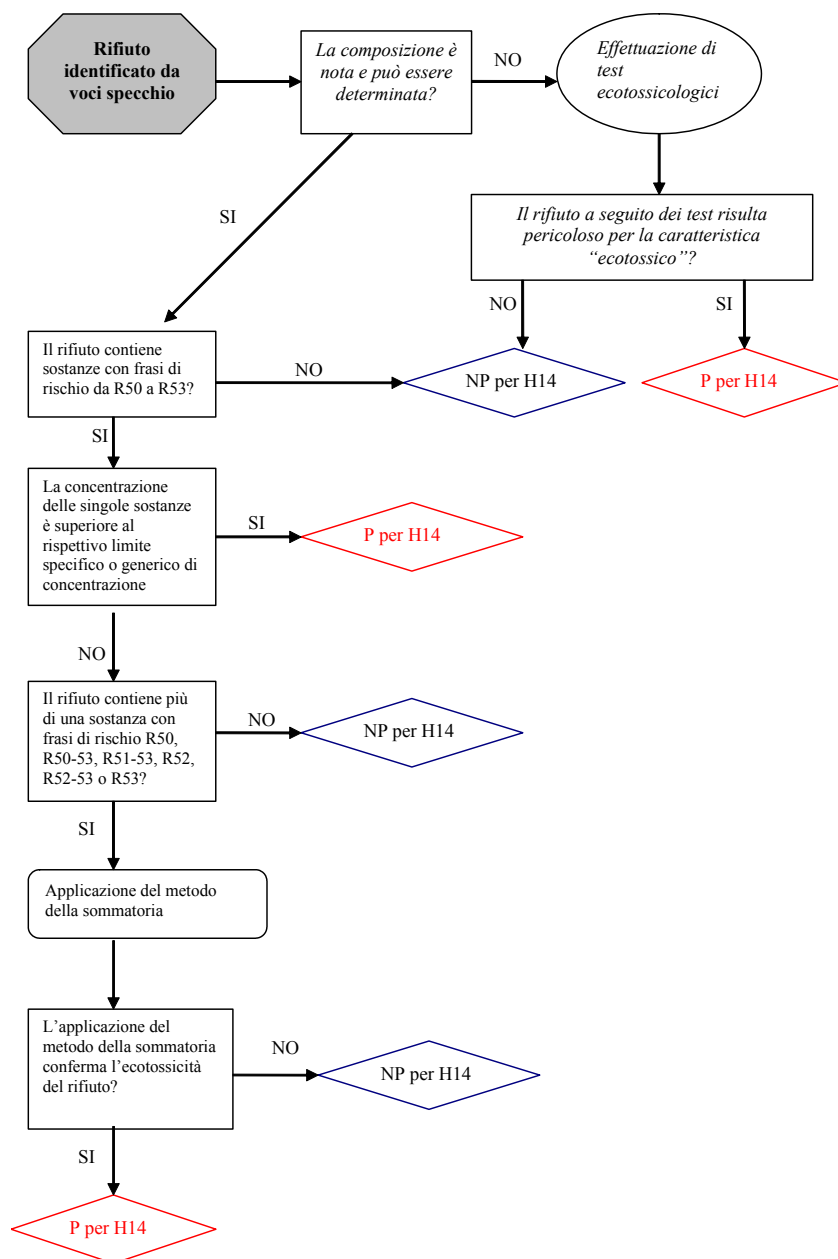 Rifiuto
identificato da
voci specchio
La composizione è
nota e può essere
determinata?
NO
Effettuazione di
test
ecotossicologici
SI
Il rifiuto a seguito dei test risulta
pericoloso per la caratteristica
“ecotossico”?
NO
SI
Il rifiuto contiene
sostanze con frasi di
rischio da R50 a R53?
NO
NP per H14
P per H14
SI
La concentrazione
delle singole sostanze
è superiore al
rispettivo limite
specifico o generico di
concentrazione
SI
P per H14
NO
Il rifiuto contiene più
di una sostanza con
frasi di rischio R50,
R50-53, R51-53, R52,
R52-53 o R53?
NO
NP per H14
SI
Applicazione del metodo
della sommatoria
L’applicazione del
metodo della sommatoria
conferma l’ecotossicità
del rifiuto?
NO
NP per H14
SI
P per H14